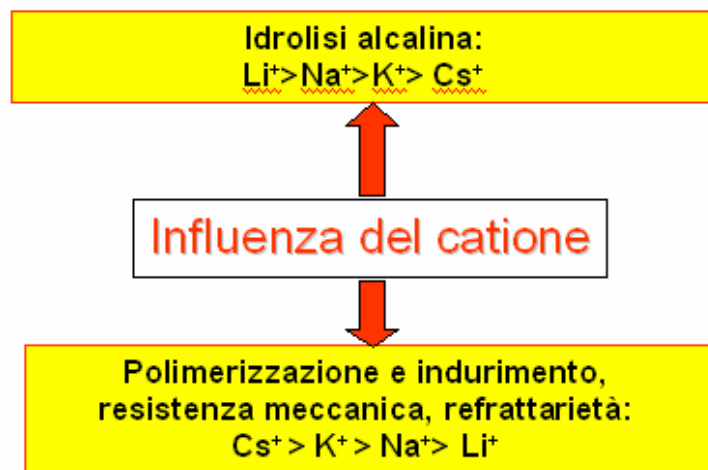 Idrolisi alcalina:
Li⁺>Na⁺>K⁺> Cs⁺
Influenza del catione
Polimerizzazione e indurimento,
resistenza meccanica, refrattarietà:
Cs⁺ > K⁺ > Na⁺> Li⁺